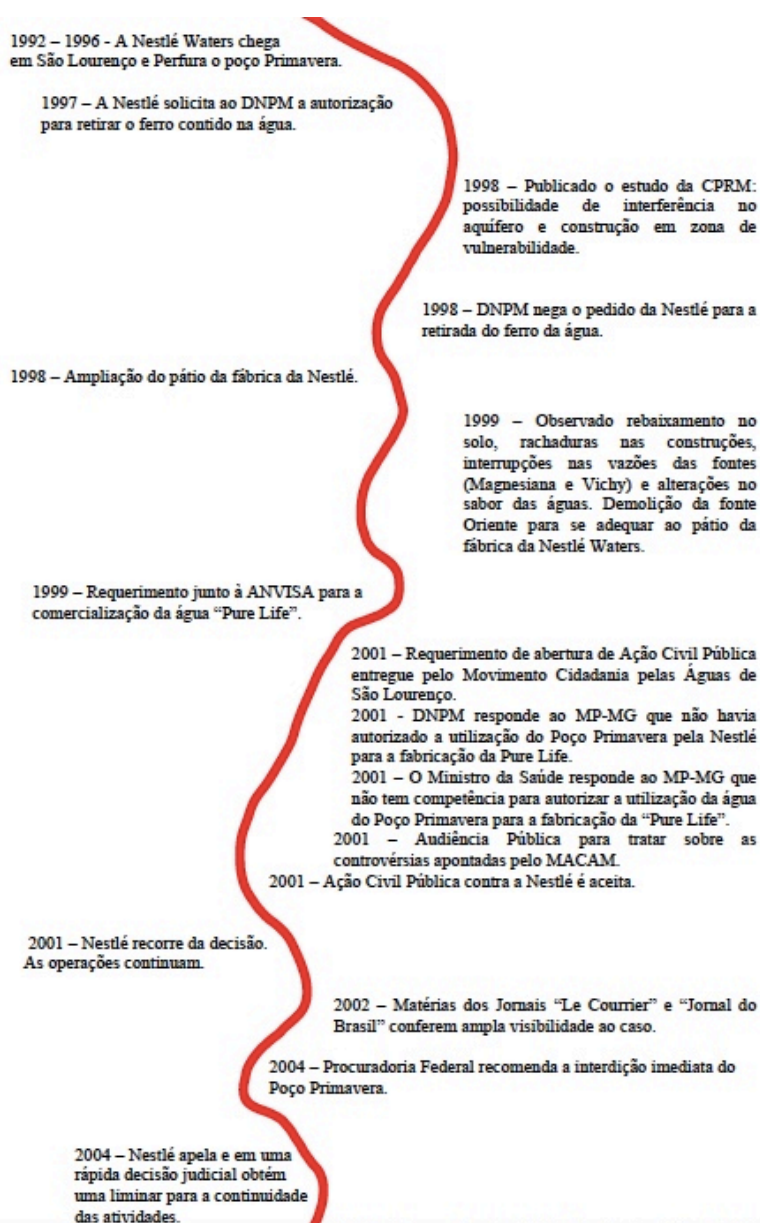 1992 – 1996 - A Nestlé Waters chega
em São Lourenço e Perfura o poço Primavera.
1997 – A Nestlé solicita ao DNPM a autorização
para retirar o ferro contido na água.
1998 – Publicado o estudo da CPRM:
possibilidade de interferência no
aquífero e construção em zona de
vulnerabilidade.
1998 – DNPM nega o pedido da Nestlé para a
retirada do ferro da água.
1998 – Ampliação do pátio da fábrica da Nestlé.
1999 – Observado rebaixamento no
solo, rachaduras nas construções,
interrupções nas vazões das fontes
(Magnesiana e Vichy) e alterações no
sabor das águas. Demolição da fonte
Oriente para se adequar ao pátio da
fábrica da Nestlé Waters.
1999 – Requerimento junto à ANVISA para a
comercialização da água “Pure Life”.
2001 – Requerimento de abertura de Ação Civil Pública
entregue pelo Movimento Cidadania pelas Águas de
São Lourenço.
2001 - DNPM responde ao MP-MG que não havia
autorizado a utilização do Poço Primavera pela Nestlé
para a fabricação da Pure Life.
2001 – O Ministro da Saúde responde ao MP-MG que
não tem competência para autorizar a utilização da água
do Poço Primavera para a fabricação da “Pure Life”.
2001 – Audiência Pública para tratar sobre as
controvérsias apontadas pelo MACAM.
2001 – Ação Civil Pública contra a Nestlé é aceita.
2001 – Nestlé recorre da decisão.
As operações continuam.
2002 – Matérias dos Jornais “Le Courrier” e “Jornal do
Brasil” conferem ampla visibilidade ao caso.
2004 – Procuradoria Federal recomenda a interdição imediata do
Poço Primavera.
2004 – Nestlé apela e em uma
rápida decisão judicial obtém
uma liminar para a continuidade
das atividades.